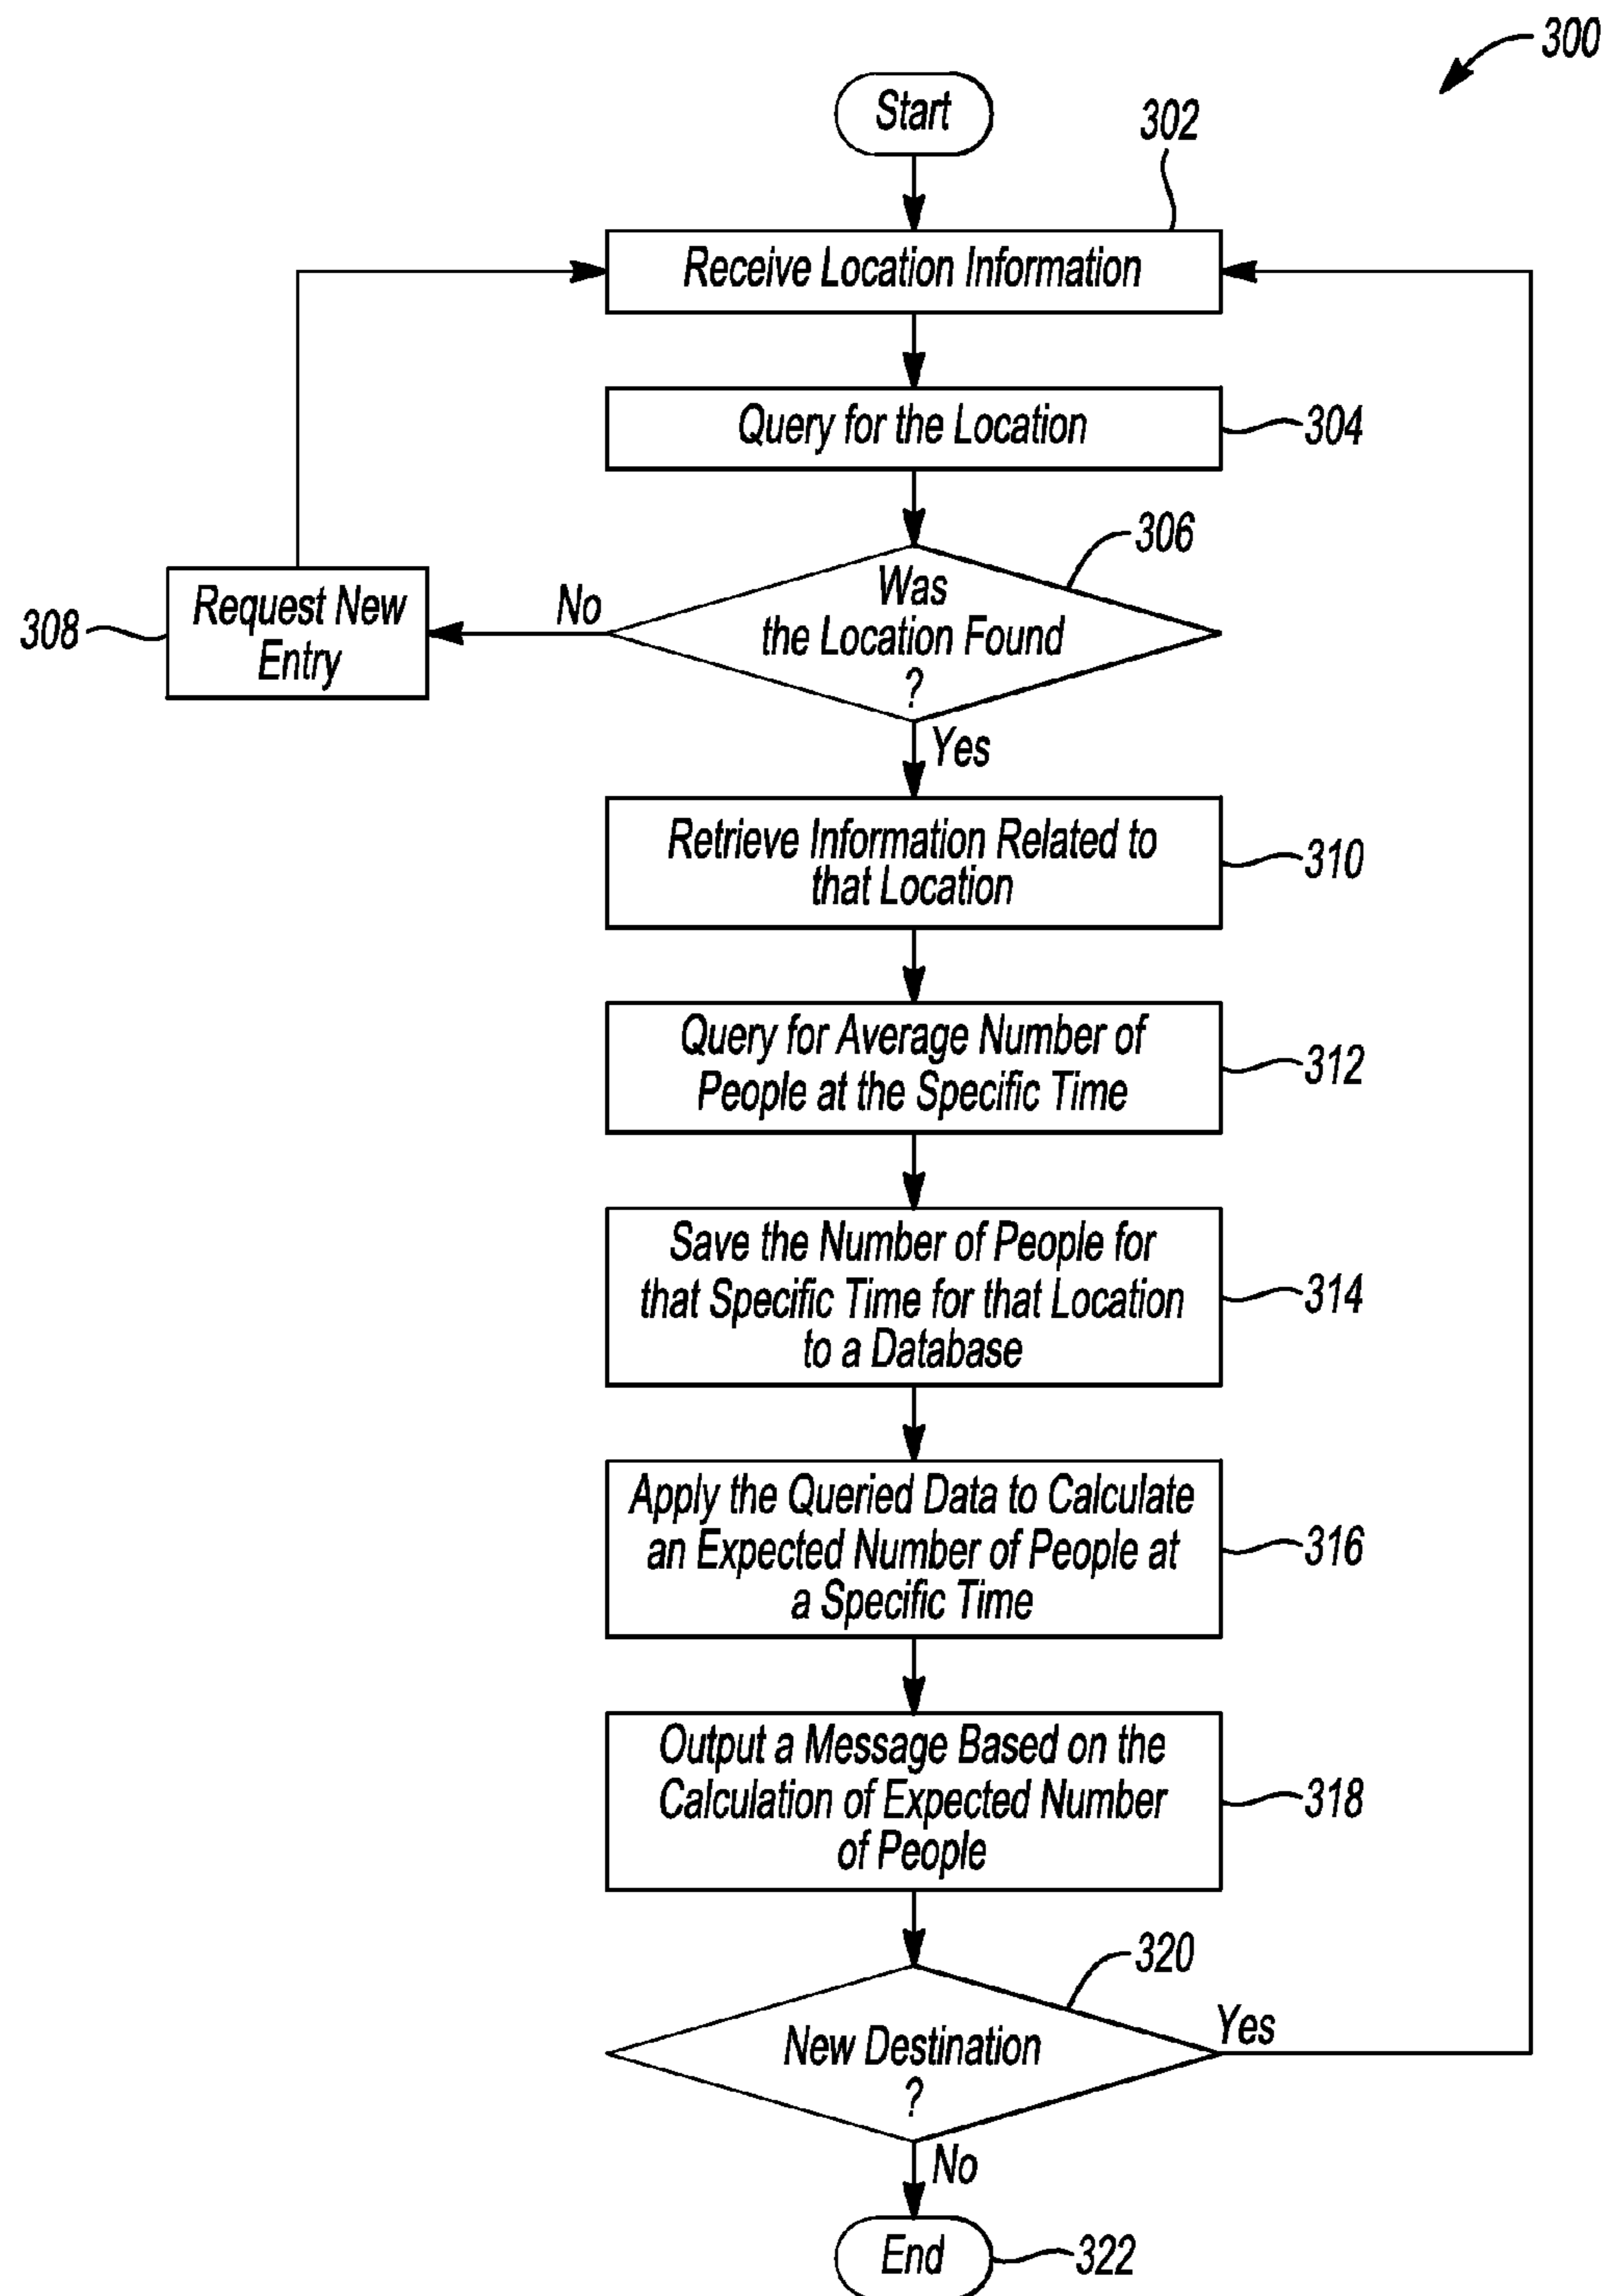 300
Start
302
Receive Location Information
Query for the Location
304
306
Was
the Location Found
?
No
Request New
Entry
308
Yes
Retrieve Information Related to
that Location
310
Query for Average Number of
People at the Specific Time
312
Save the Number of People for
that Specific Time for that Location
to a Database
314
Apply the Queried Data to Calculate
an Expected Number of People at
a Specific Time
316
Output a Message Based on the
Calculation of Expected Number
of People
318
320
New Destination
?
Yes
No
End
322